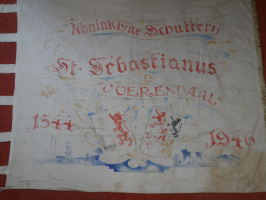 Koninklijke Schutterij
St. Sebastianus
VOERENDAAL
1544
1946